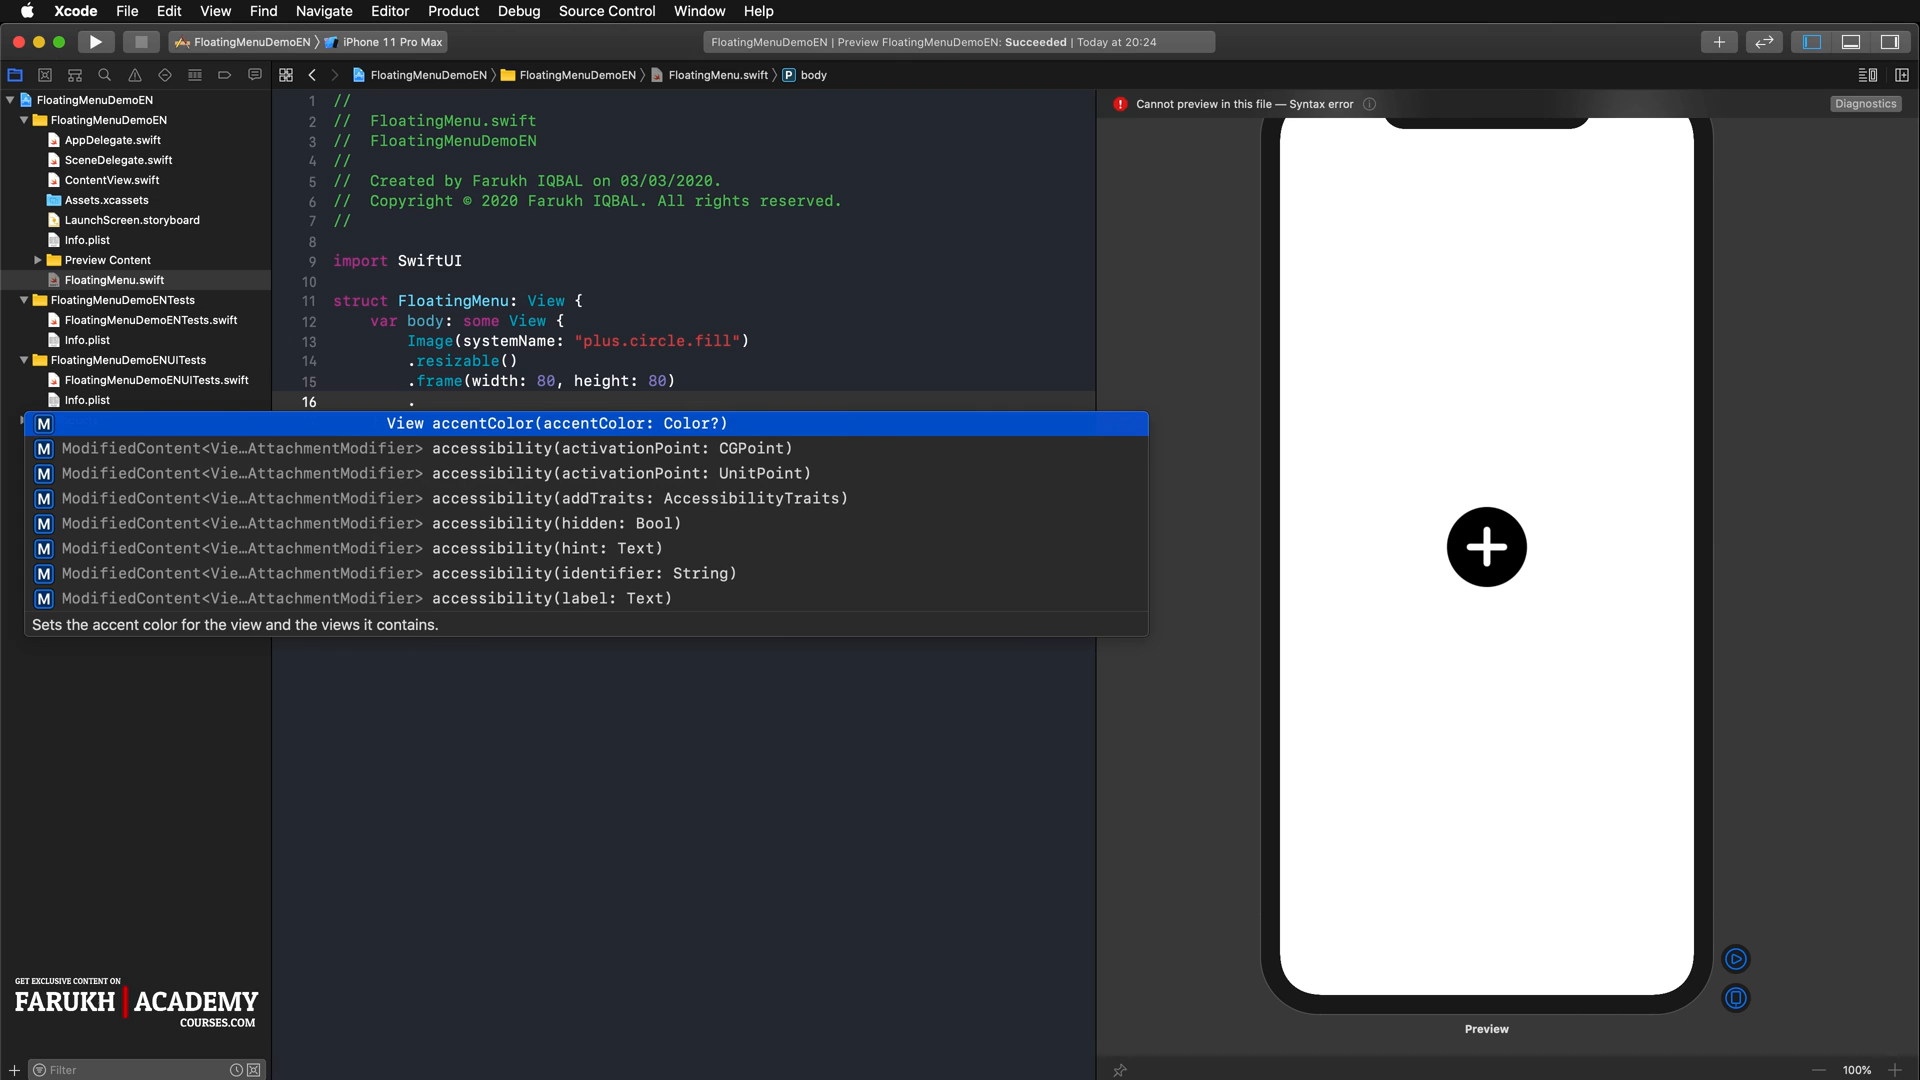 Xcode File Edit View Find Navigate Editor Product Debug Source Control Window Help
FloatingMenuDemoEN 〉 iPhone 11 Pro Max
FloatingMenuDemoEN | Preview FloatingMenuDemoEN: Succeeded | Today at 20:24
FloatingMenuDemoEN 〉 FloatingMenuDemoEN 〉 FloatingMenu.swift 〉 P body
FloatingMenuDemoEN
FloatingMenuDemoEN
AppDelegate.swift
SceneDelegate.swift
ContentView.swift
Assets.xcassets
LaunchScreen.storyboard
Info.plist
Preview Content
FloatingMenu.swift
FloatingMenuDemoENTests
FloatingMenuDemoENTests.swift
Info.plist
FloatingMenuDemoENUITests
FloatingMenuDemoENUITests.swift
Info.plist
1 //
2 // FloatingMenu.swift
3 // FloatingMenuDemoEN
4 //
5 // Created by Farukh IQBAL on 03/03/2020.
6 // Copyright © 2020 Farukh IQBAL. All rights reserved.
7 //
8
9 import SwiftUI
10
11 struct FloatingMenu: View {
12 var body: some View {
13 Image(systemName: "plus.circle.fill")
14 .resizable()
15 .frame(width: 80, height: 80)
16 .
M View accentColor(accentColor: Color?)
M ModifiedContent<Vie…AttachmentModifier> accessibility(activationPoint: CGPoint)
M ModifiedContent<Vie…AttachmentModifier> accessibility(activationPoint: UnitPoint)
M ModifiedContent<Vie…AttachmentModifier> accessibility(addTraits: AccessibilityTraits)
M ModifiedContent<Vie…AttachmentModifier> accessibility(hidden: Bool)
M ModifiedContent<Vie…AttachmentModifier> accessibility(hint: Text)
M ModifiedContent<Vie…AttachmentModifier> accessibility(identifier: String)
M ModifiedContent<Vie…AttachmentModifier> accessibility(label: Text)
Sets the accent color for the view and the views it contains.
Cannot preview in this file — Syntax error
Diagnostics
Preview
100%
GET EXCLUSIVE CONTENT ON
FARUKH | ACADEMY
COURSES.COM
Filter